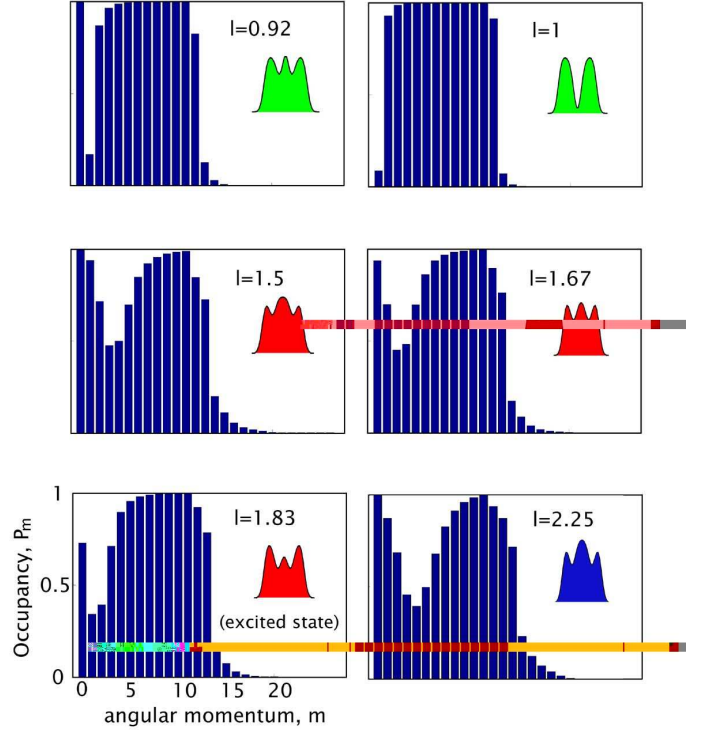 l=0.92
l=1
l=1.5
l=1.67
1
l=1.83
l=2.25
0.5
(excited state)
0
0 5 10 15 20
angular momentum, m
Occupancy, Pm